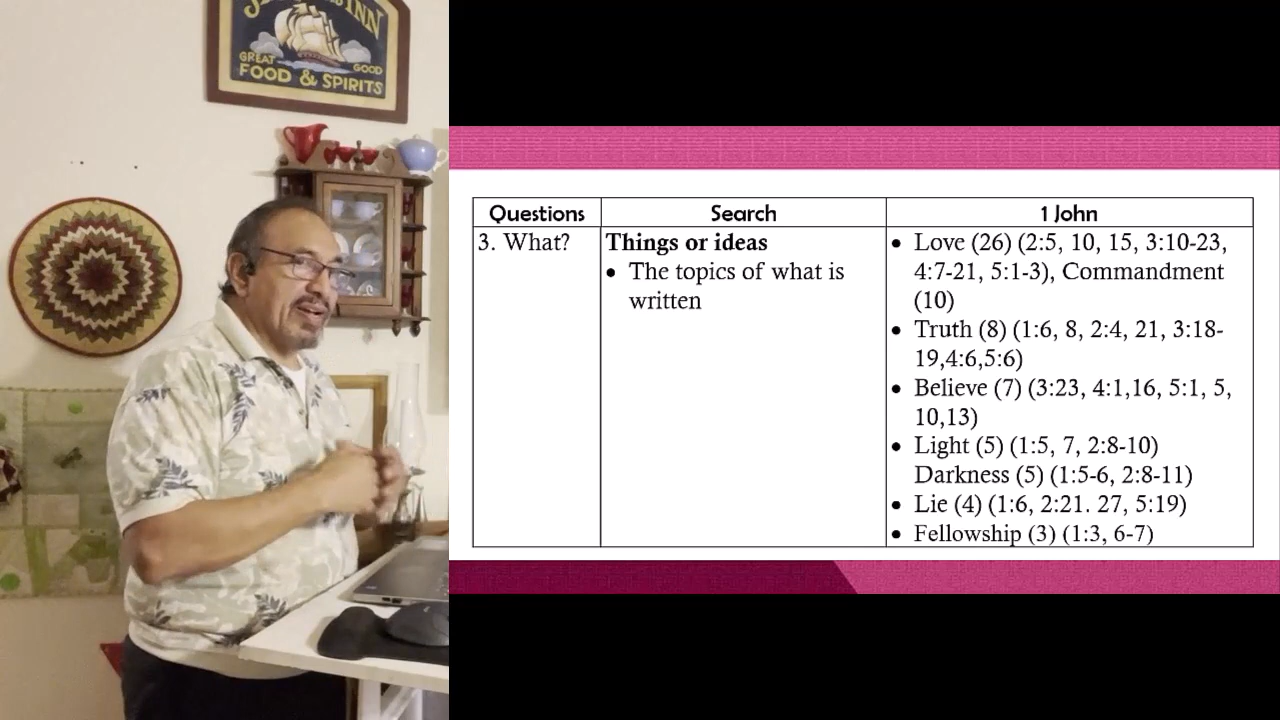 INN
GREAT GOOD
FOOD & SPIRITS
Questions Search 1 John
3. What?
Things or ideas
• The topics of what is
written
• Love (26) (2:5, 10, 15, 3:10-23,
4:7-21, 5:1-3), Commandment
(10)
• Truth (8) (1:6, 8, 2:4, 21, 3:18-
19,4:6,5:6)
• Believe (7) (3:23, 4:1,16, 5:1, 5,
10,13)
• Light (5) (1:5, 7, 2:8-10)
Darkness (5) (1:5-6, 2:8-11)
• Lie (4) (1:6, 2:21. 27, 5:19)
• Fellowship (3) (1:3, 6-7)